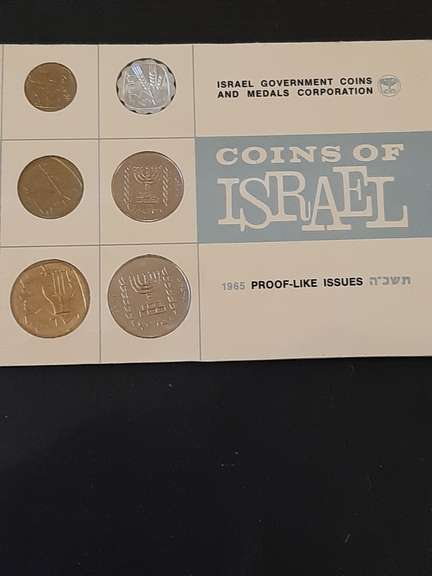 ISRAEL GOVERNMENT COINS
AND MEDALS CORPORATION
COINS OF
ISRAEL
1965 PROOF-LIKE ISSUES תשכ"ה